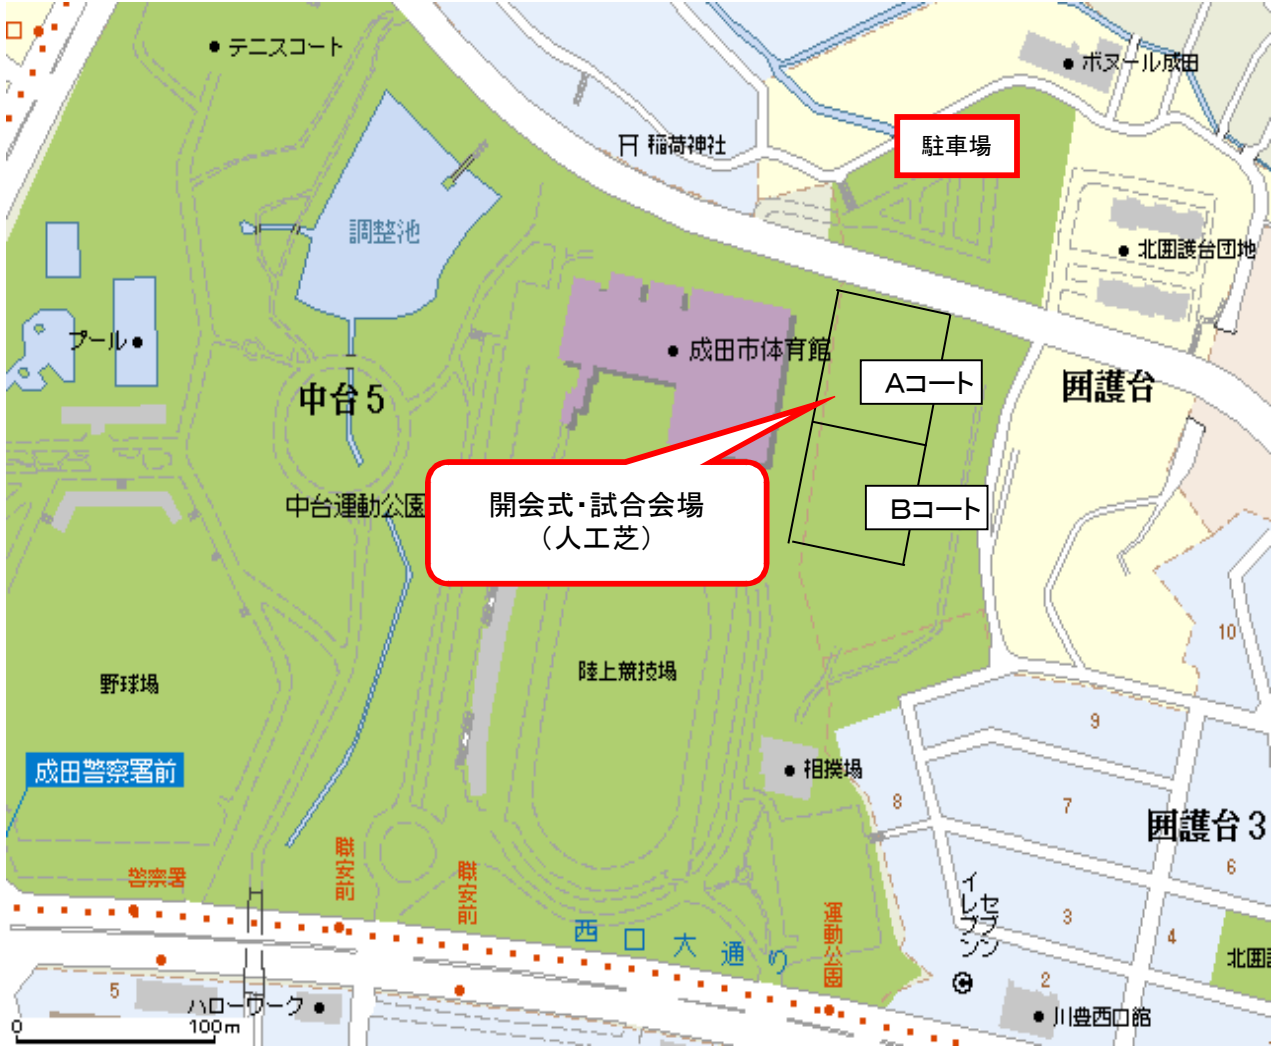 口
テニスコート
ボヌール成田
稲荷神社
駐車場
調整池
北囲護台団地
プール
成田市体育館
Aコート
囲護台
中台5
中台運動公園
開会式・試合会場
（人工芝）
Bコート
10
野球場
陸上競技場
9
成田警察署前
相撲場
8
7
囲護台3
警察署
職安前
職安前
6
セブン
イレブン
運動公園
西口大通り
3
4
北囲
5
2
ハローワーク
川豊西口館
0
100m